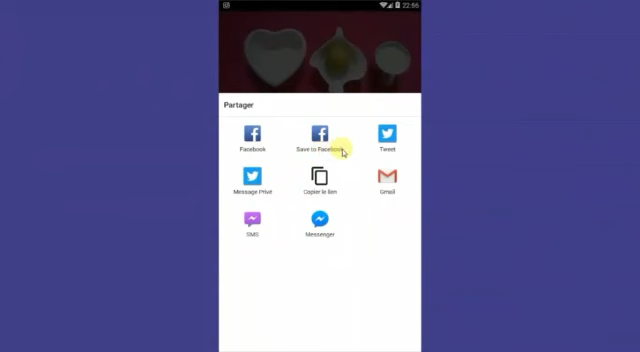 22:56
Partager
Facebook
Save to Facebook
Tweet
Message Privé
Copier le lien
Gmail
SMS
Messenger